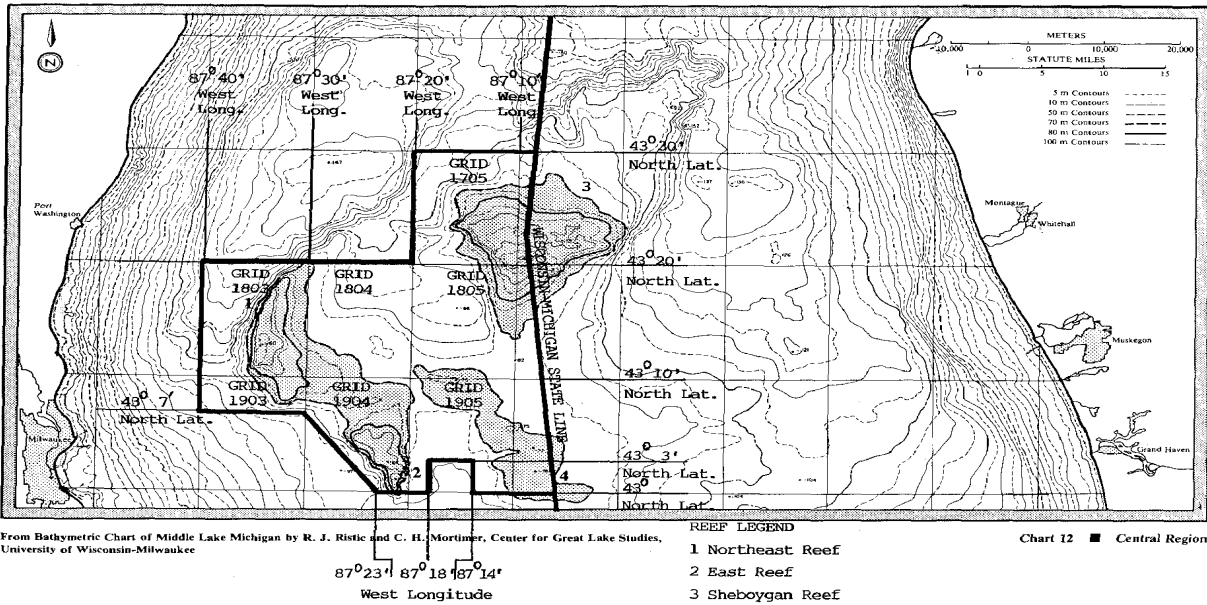 N
METERS
10,000 0 10,000 20,000
STATUTE MILES
1 0 5 10 15
5 m Contours
10 m Contours
50 m Contours
70 m Contours
80 m Contours
100 m Contours
87° 40' 87° 30' 87° 20' 87° 10'
West West West West
Long. Long. Long. Long
43° 30'
North Lat.
GRID
1705
3
Port
Washington
Montague
Whitehall
WISCONSIN-MICHIGAN STATE LINE
43° 20'
North Lat.
GRID GRID GRID
1803 1804 1805
1
Muskegon
43° 10'
North Lat.
GRID GRID GRID
1903 1904 1905
43° 7'
North Lat.
Milwaukee
Grand Haven
43° 3'
North Lat.
2
4
43°
North Lat.
From Bathymetric Chart of Middle Lake Michigan by R. J. Ristic and C. H. Mortimer, Center for Great Lake Studies,
University of Wisconsin-Milwaukee
Chart 12 ■ Central Region
87° 23' 87° 18' 87° 14'
West Longitude
REEF LEGEND
1 Northeast Reef
2 East Reef
3 Sheboygan Reef